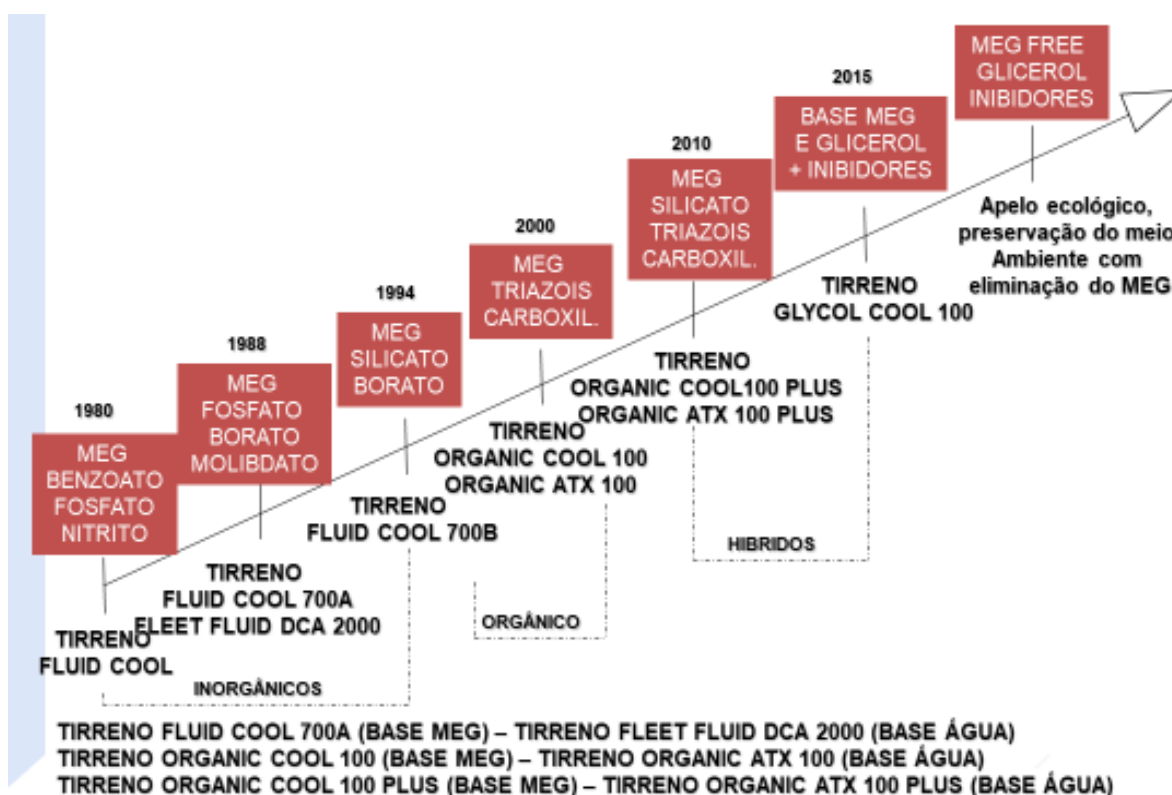 1980
MEG
BENZOATO
FOSFATO
NITRITO
TIRRENO
FLUID COOL
1988
MEG
FOSFATO
BORATO
MOLIBDATO
TIRRENO
FLUID COOL 700A
FLEET FLUID DCA 2000
1994
MEG
SILICATO
BORATO
TIRRENO
FLUID COOL 700B
INORGÂNICOS
2000
MEG
TRIAZOIS
CARBOXIL.
TIRRENO
ORGANIC COOL 100
ORGANIC ATX 100
ORGÂNICO
2010
MEG
SILICATO
TRIAZOIS
CARBOXIL.
TIRRENO
ORGANIC COOL100 PLUS
ORGANIC ATX 100 PLUS
2015
BASE MEG
E GLICEROL
+ INIBIDORES
TIRRENO
GLYCOL COOL 100
HIBRIDOS
MEG FREE
GLICEROL
INIBIDORES
Apelo ecológico,
preservação do meio
Ambiente com
eliminação do MEG
TIRRENO FLUID COOL 700A (BASE MEG) – TIRRENO FLEET FLUID DCA 2000 (BASE ÁGUA)
TIRRENO ORGANIC COOL 100 (BASE MEG) – TIRRENO ORGANIC ATX 100 (BASE ÁGUA)
TIRRENO ORGANIC COOL 100 PLUS (BASE MEG) – TIRRENO ORGANIC ATX 100 PLUS (BASE ÁGUA)